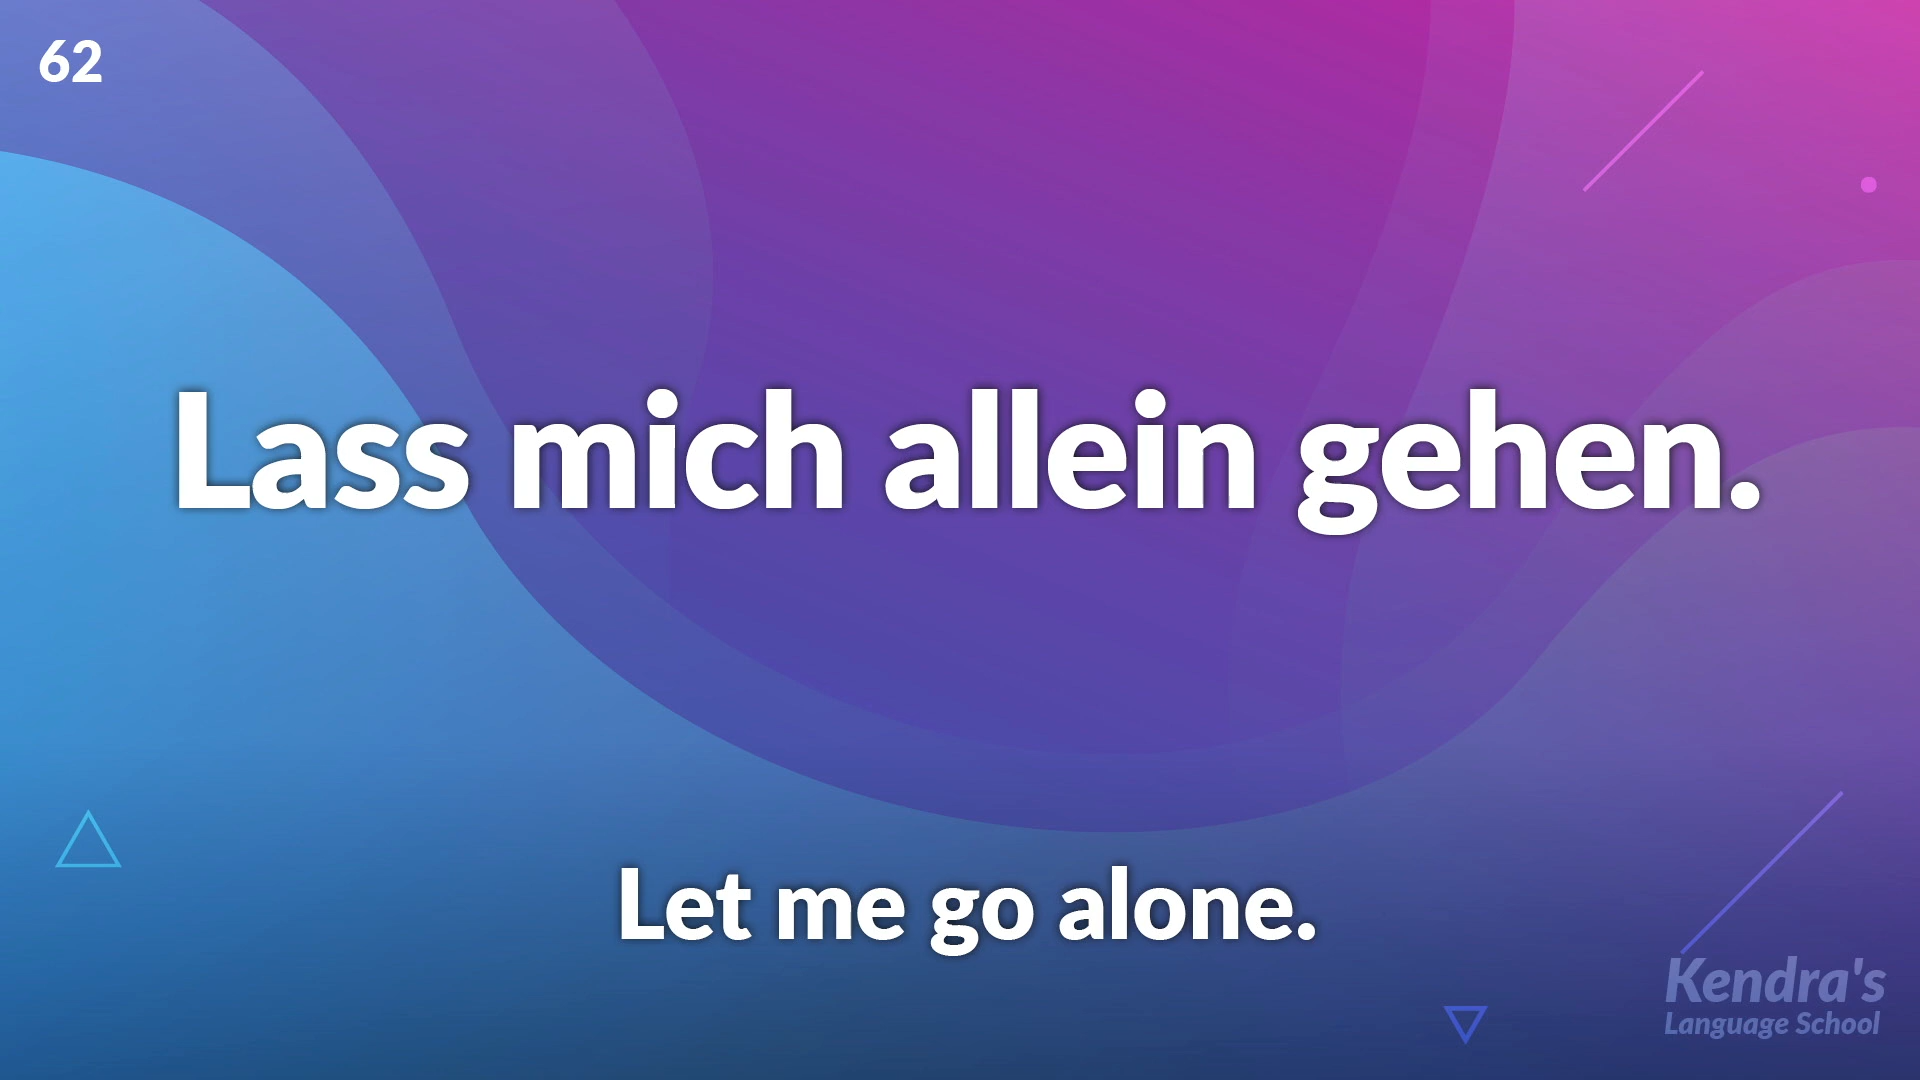 62
Lass mich allein gehen.
Let me go alone.
Kendra's
Language School